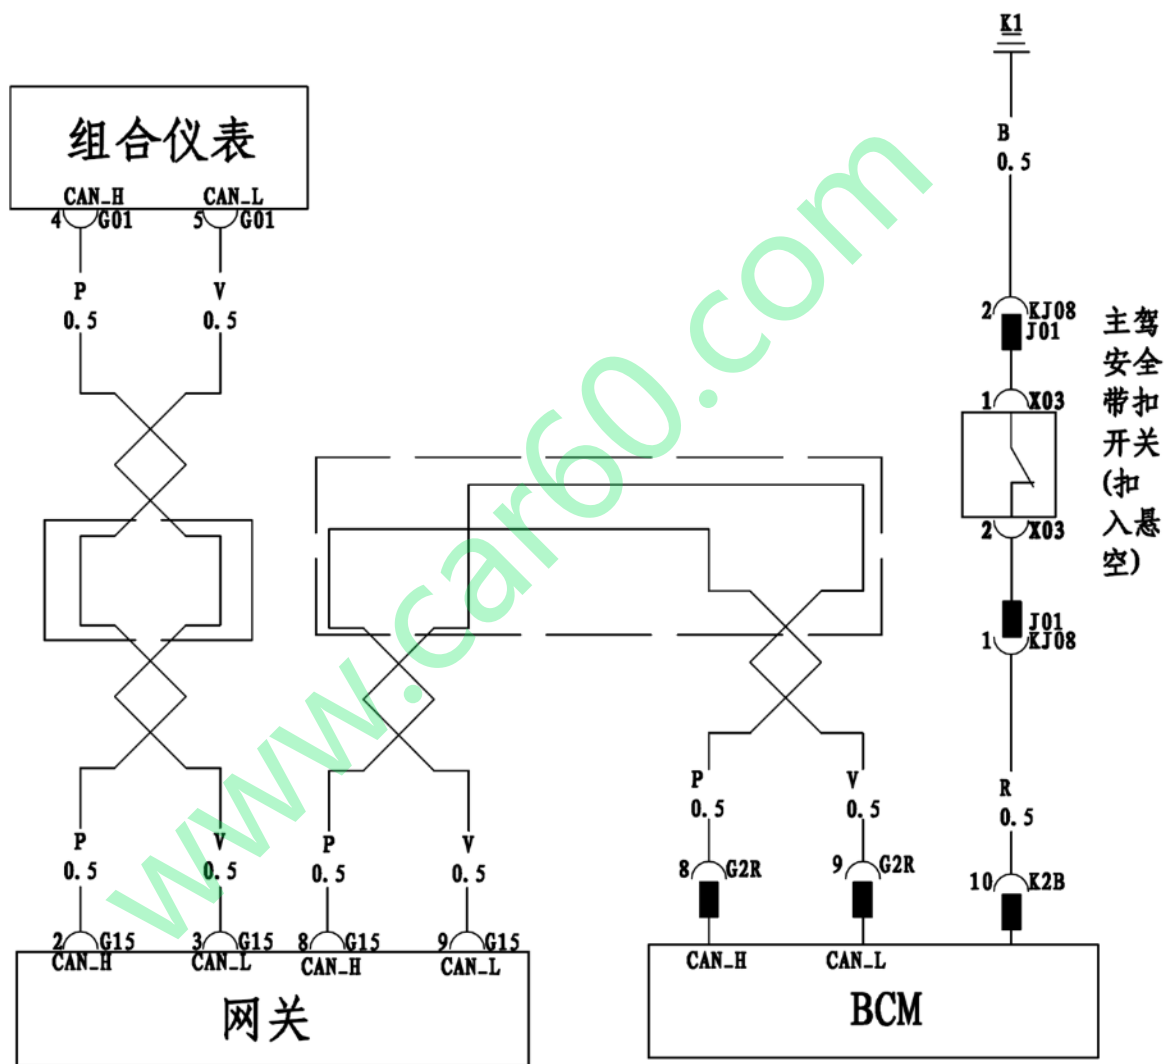 K1
B
0.5
组合仪表
CAN_H
CAN_L
4
G01
5
G01
P
0.5
V
0.5
2
KJ08
J01
主驾
安全
带扣
开关
(扣
入悬
空)
1
X03
2
X03
J01
1
KJ08
P
0.5
V
0.5
R
0.5
P
0.5
V
0.5
P
0.5
V
0.5
8
G2R
9
G2R
10
K2B
2
G15
3
G15
8
G15
9
G15
CAN_H
CAN_L
CAN_H
CAN_L
CAN_H
CAN_L
网关
BCM
www.car60.com